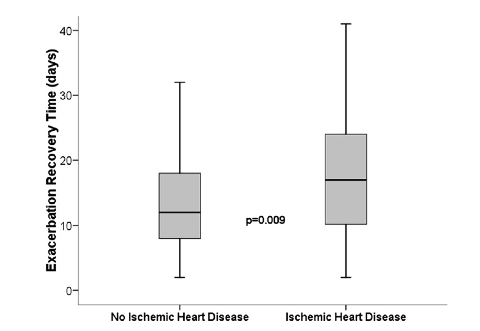 Exacerbation Recovery Time (days)
40
30
20
10
0
p=0.009
No Ischemic Heart Disease
Ischemic Heart Disease